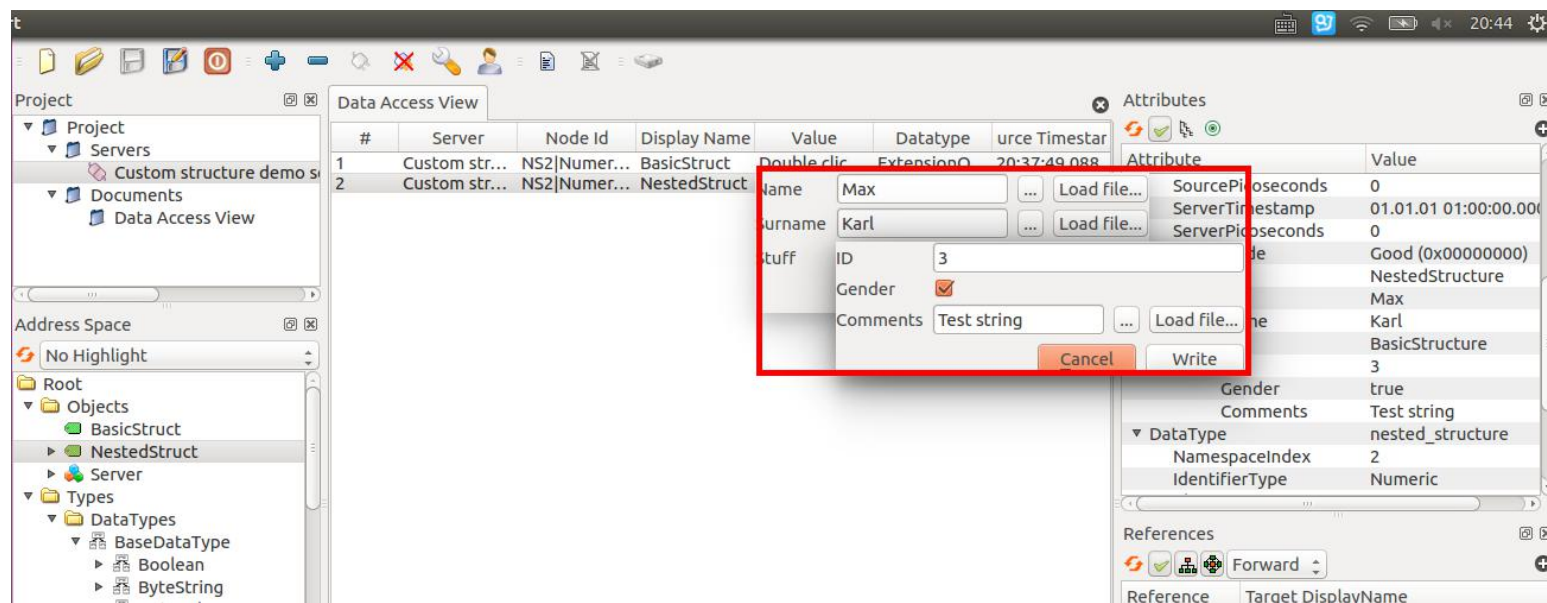 rt
20:44
Project
Project
Servers
Custom structure demo s
Documents
Data Access View
Address Space
No Highlight
Root
Objects
BasicStruct
NestedStruct
Server
Types
DataTypes
BaseDataType
Boolean
ByteString
Data Access View
# Server Node Id Display Name Value Datatype urce Timestar
1 Custom str... NS2|Numer... BasicStruct Double clic ExtensionO 20:37:49.088
2 Custom str... NS2|Numer... NestedStruct
Name Max ... Load file...
Surname Karl ... Load file...
Stuff ID 3
Gender
Comments Test string ... Load file...
Cancel Write
Attributes
Attribute Value
SourcePicoseconds 0
ServerTimestamp 01.01.01 01:00:00.000
ServerPicoseconds 0
de Good (0x00000000)
NestedStructure
Max
me Karl
BasicStructure
3
Gender true
Comments Test string
DataType nested_structure
NamespaceIndex 2
IdentifierType Numeric
References
Forward
Reference Target DisplayName